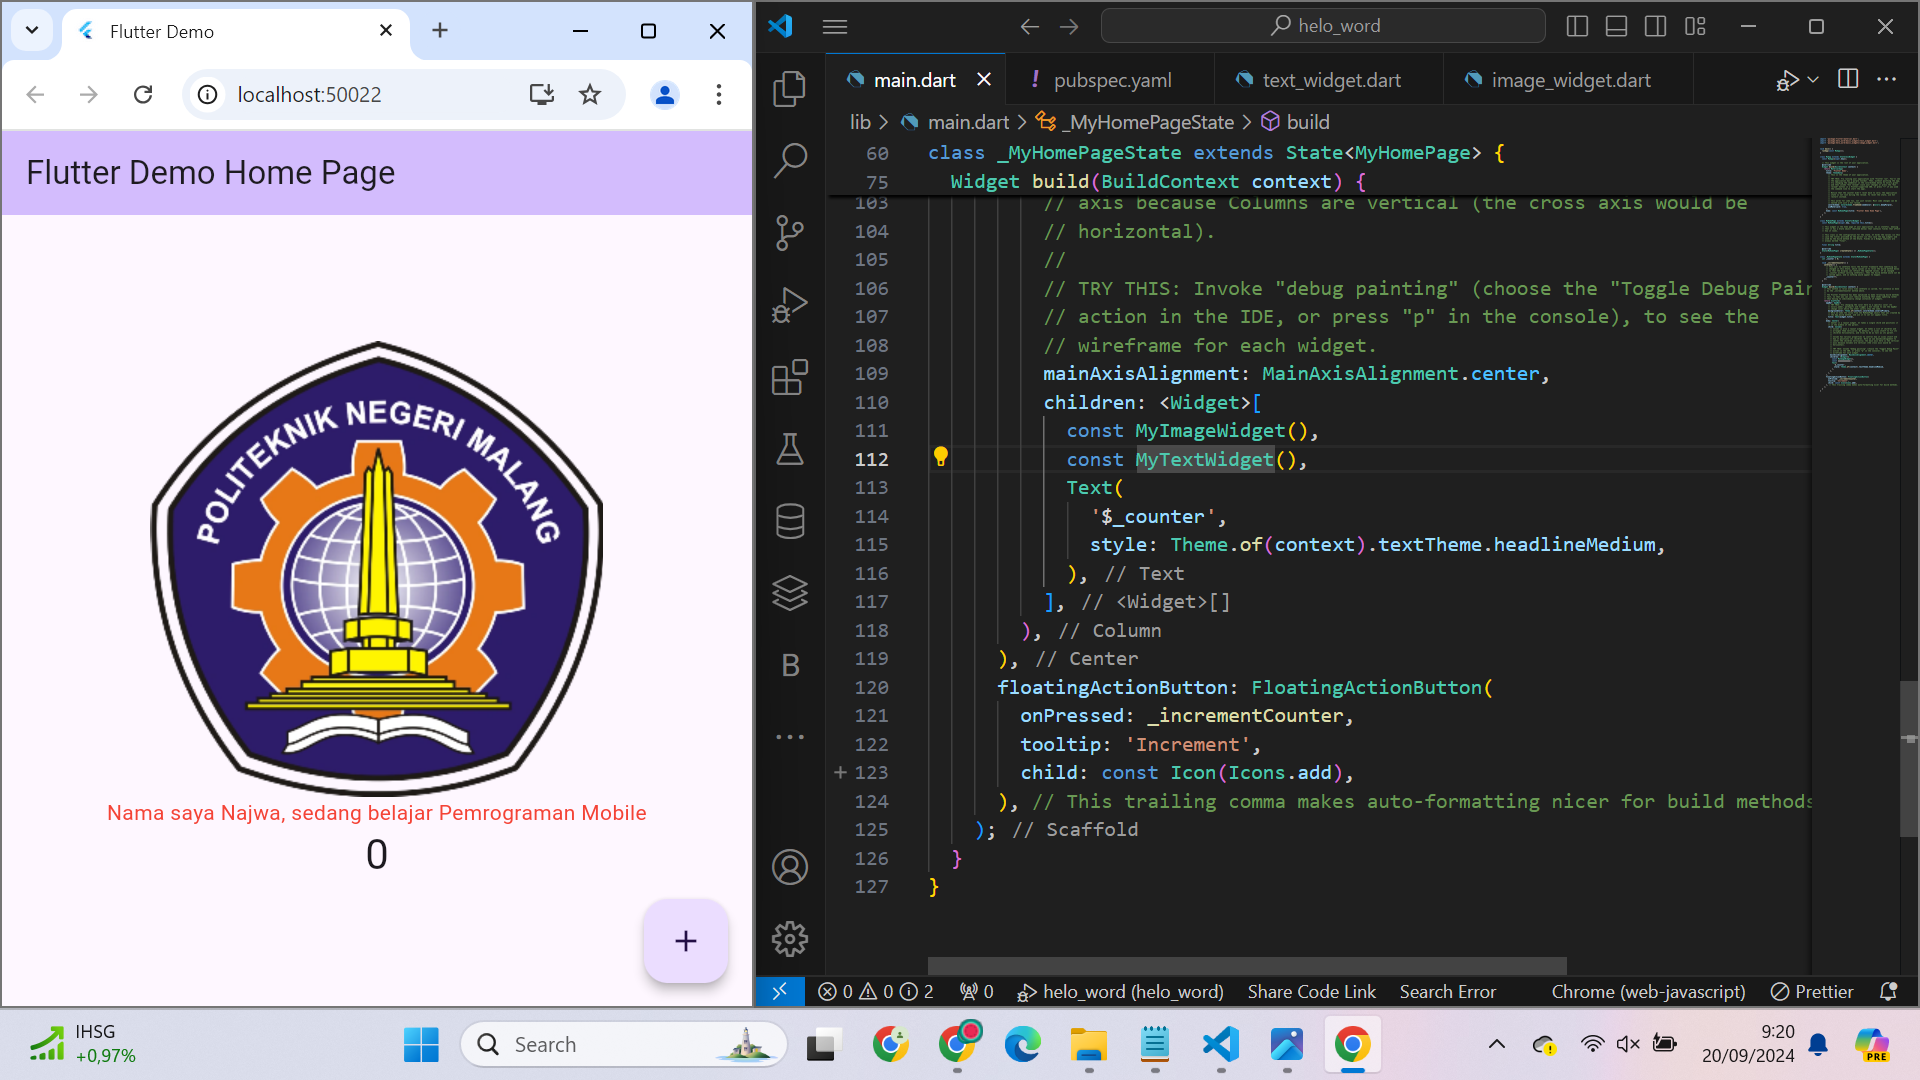 Flutter Demo
localhost:50022
Flutter Demo Home Page
POLITEKNIK NEGERI MALANG
Nama saya Najwa, sedang belajar Pemrograman Mobile
0
+
helo_word
main.dart
! pubspec.yaml
text_widget.dart
image_widget.dart
lib > main.dart > _MyHomePageState > build
60 class _MyHomePageState extends State<MyHomePage> {
75 Widget build(BuildContext context) {
103 // axis because Columns are vertical (the cross axis would be
104 // horizontal).
105 //
106 // TRY THIS: Invoke "debug painting" (choose the "Toggle Debug Pain
107 // action in the IDE, or press "p" in the console), to see the
108 // wireframe for each widget.
109 mainAxisAlignment: MainAxisAlignment.center,
110 children: <Widget>[
111 const MyImageWidget(),
112 const MyTextWidget(),
113 Text(
114 '$_counter',
115 style: Theme.of(context).textTheme.headlineMedium,
116 ), // Text
117 ], // <Widget>[]
118 ), // Column
119 ), // Center
120 floatingActionButton: FloatingActionButton(
121 onPressed: _incrementCounter,
122 tooltip: 'Increment',
123 child: const Icon(Icons.add),
124 ), // This trailing comma makes auto-formatting nicer for build methods
125 ); // Scaffold
126 }
127 }
B
0 0 2 0 helo_word (helo_word) Share Code Link Search Error Chrome (web-javascript) Prettier
IHSG
+0,97%
Search
9:20
20/09/2024
PRE